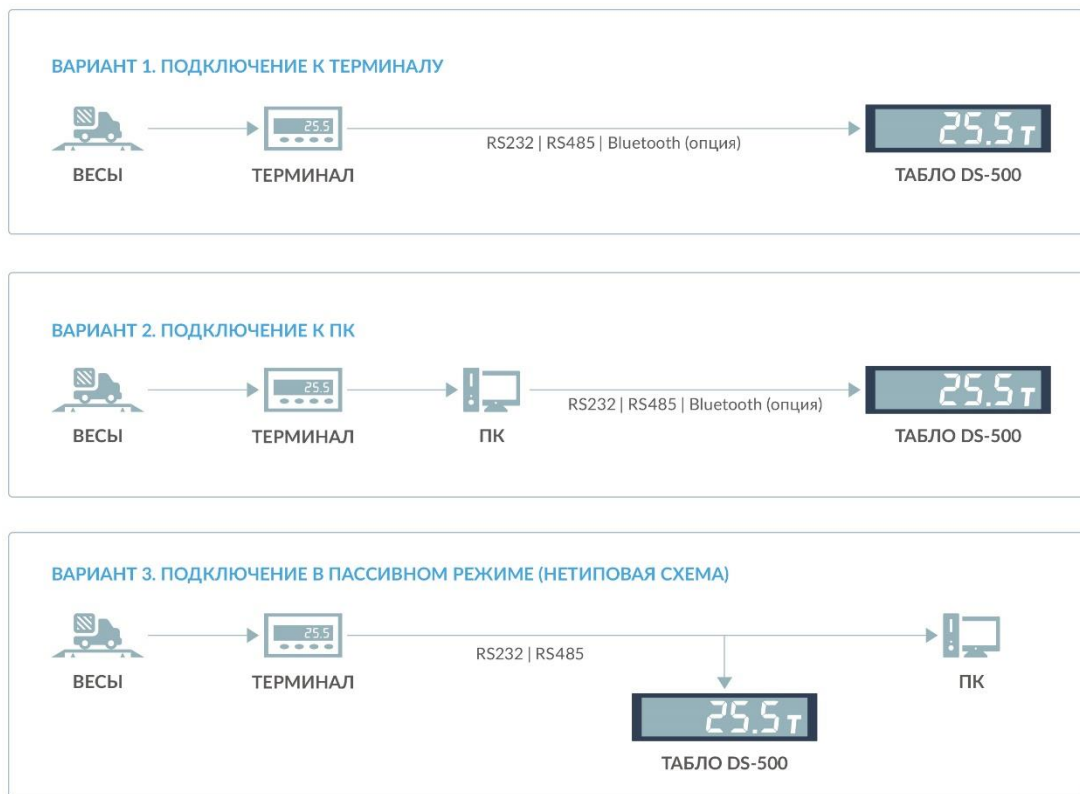 ВАРИАНТ 1. ПОДКЛЮЧЕНИЕ К ТЕРМИНАЛУ
25.5
25.5т
RS232 | RS485 | Bluetooth (опция)
ВЕСЫ
ТЕРМИНАЛ
ТАБЛО DS-500
ВАРИАНТ 2. ПОДКЛЮЧЕНИЕ К ПК
25.5
25.5т
RS232 | RS485 | Bluetooth (опция)
ВЕСЫ
ТЕРМИНАЛ
ПК
ТАБЛО DS-500
ВАРИАНТ 3. ПОДКЛЮЧЕНИЕ В ПАССИВНОМ РЕЖИМЕ (НЕТИПОВАЯ СХЕМА)
25.5
RS232 | RS485
ВЕСЫ
ТЕРМИНАЛ
ПК
25.5т
ТАБЛО DS-500